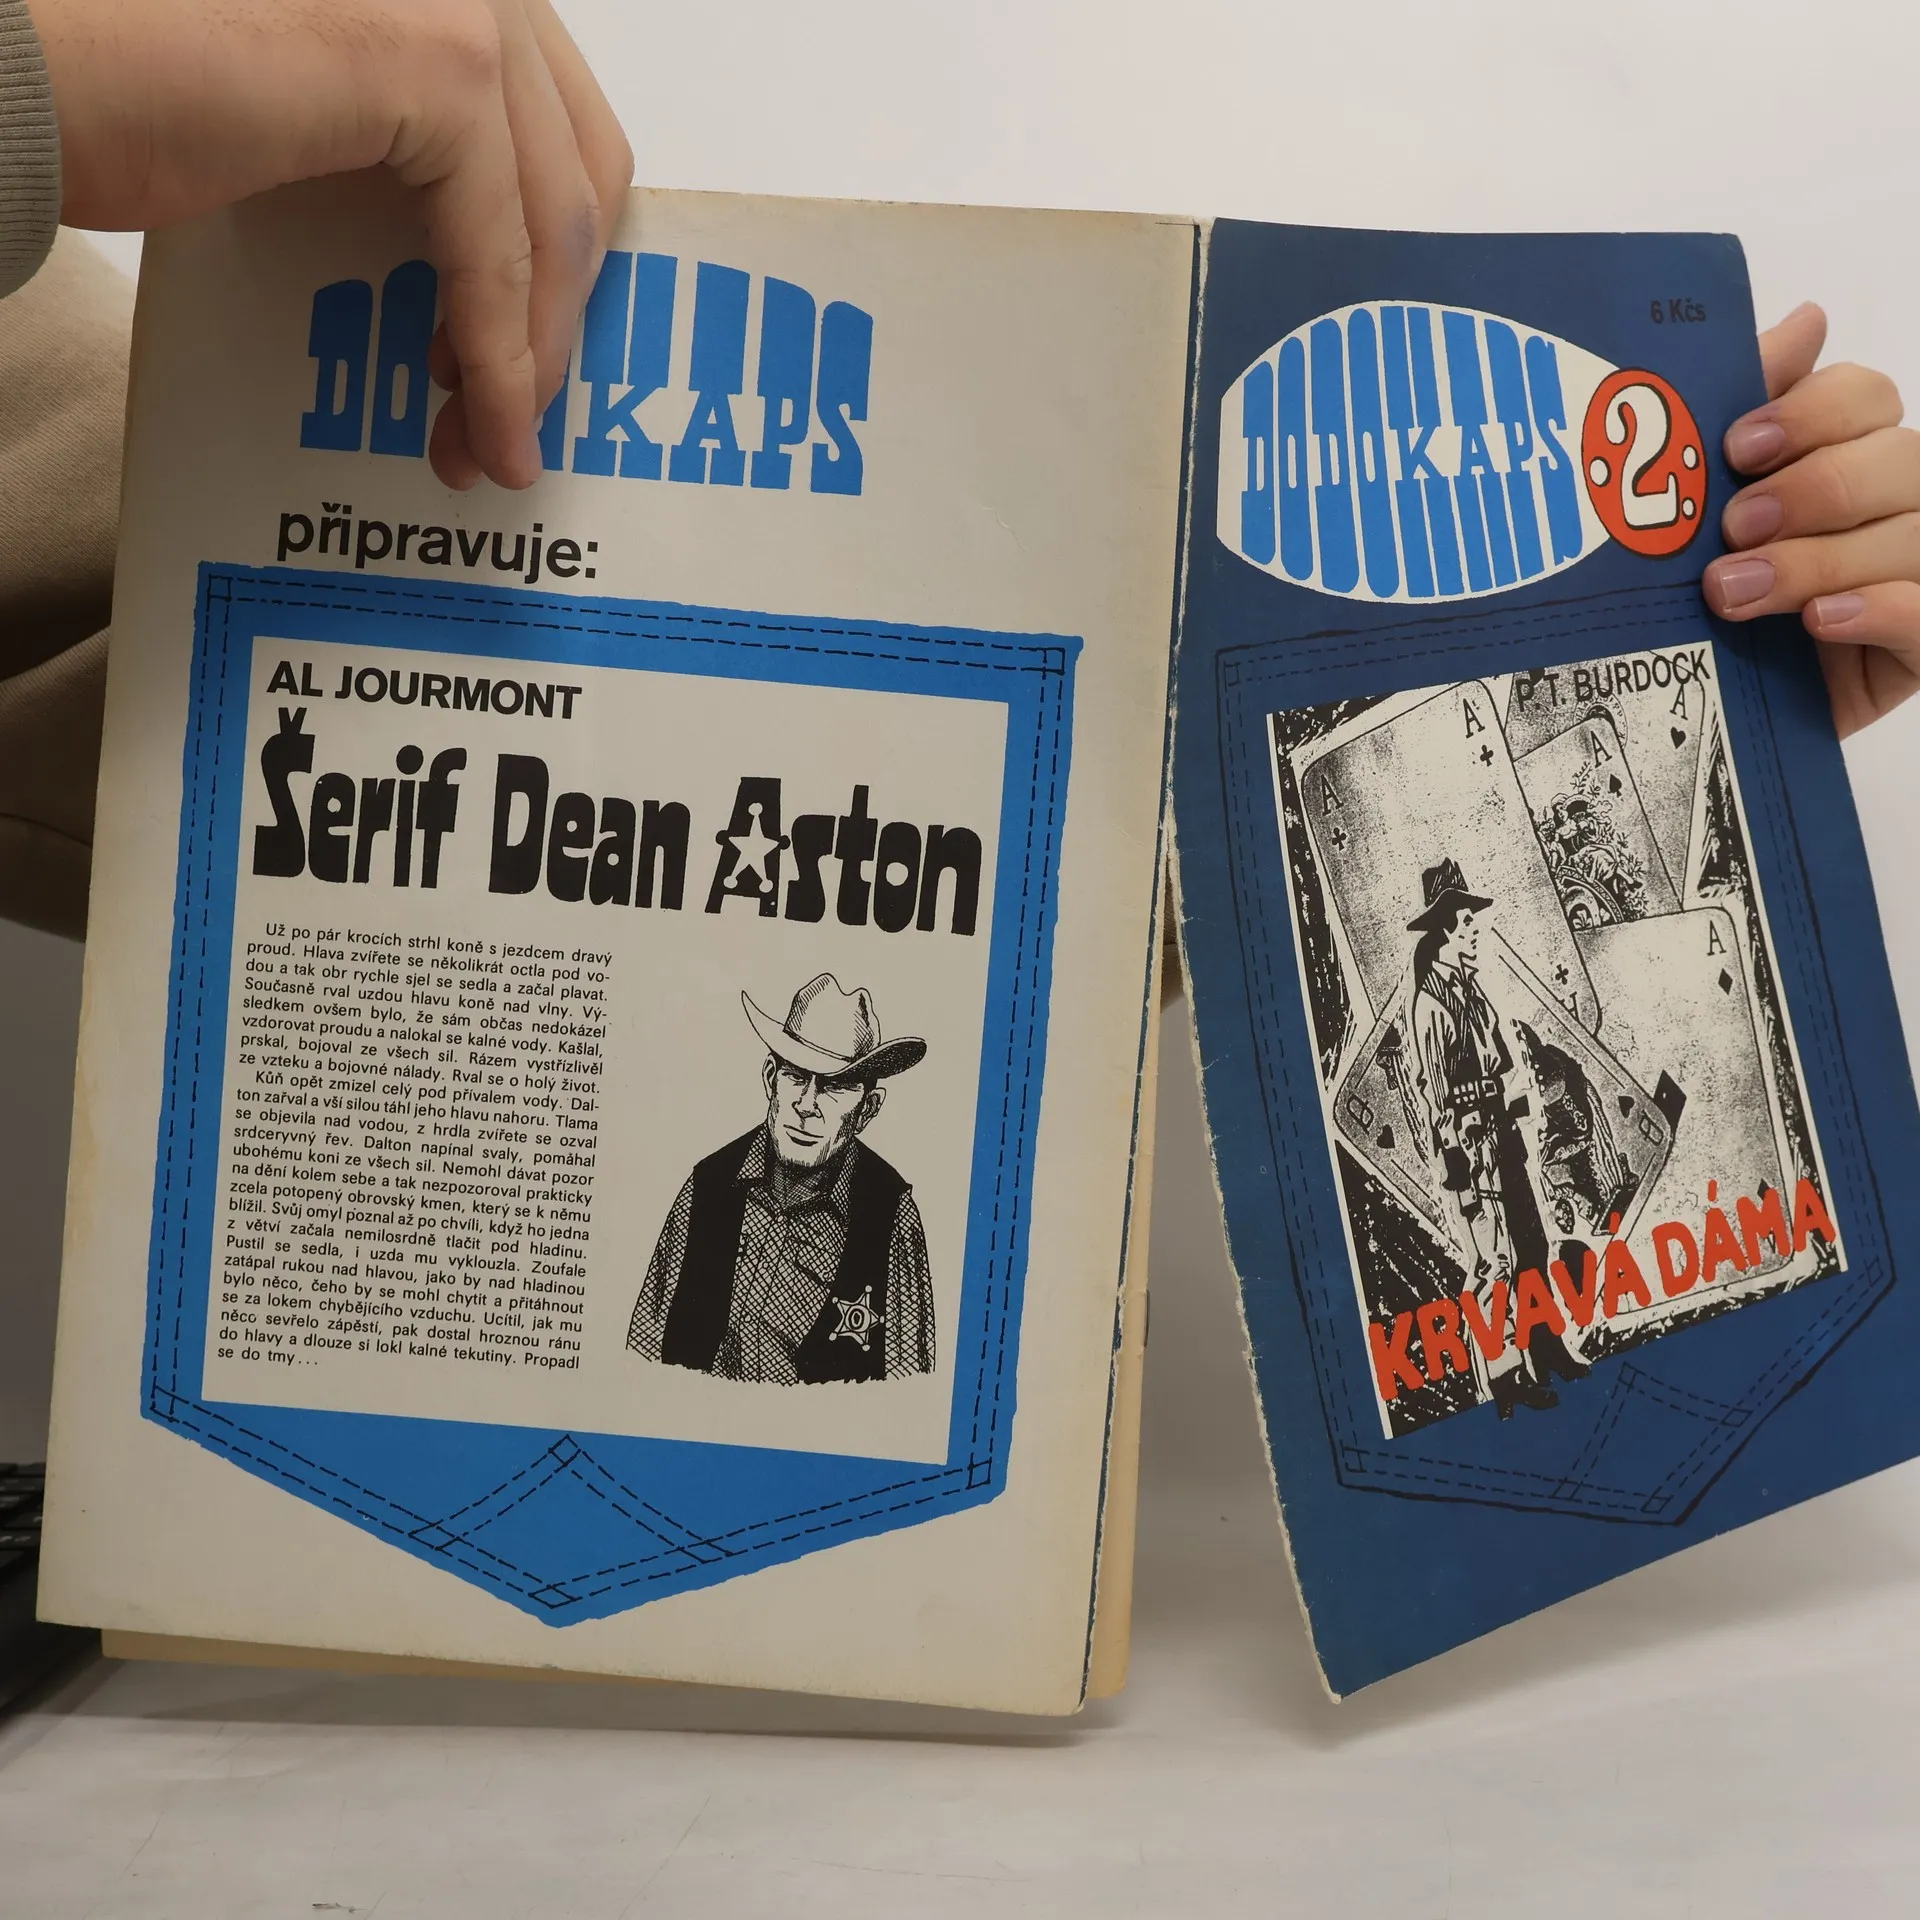 DODOKAPS
připravuje:
AL JOURMONT
Šerif Dean Aston
Už po pár krocích strhl koně s jezdcem dravý
proud. Hlava zvířete se několikrát octla pod vo-
dou a tak obr rychle sjel se sedla a začal plavat.
Současně rval uzdou hlavu koně nad vlny. Vý-
sledkem ovšem bylo, že sám občas nedokázel
vzdorovat proudu a nalokal se kalné vody. Kašlal,
prskal, bojoval ze všech sil. Rázem vystřízlivěl
ze vzteku a bojovné nálady. Rval se o holý život.
Kůň opět zmizel celý pod přívalem vody. Dal-
ton zařval a vší silou táhl jeho hlavu nahoru. Tlama
se objevila nad vodou, z hrdla zvířete se ozval
srdceryvný řev. Dalton napínal svaly, pomáhal
ubohému koni ze všech sil. Nemohl dávat pozor
na dění kolem sebe a tak nezpozoroval prakticky
zcela potopený obrovský kmen, který se k němu
blížil. Svůj omyl poznal až po chvíli, když ho jedna
z větví začala nemilosrdně tlačit pod hladinu.
Pustil se sedla, i uzda mu vyklouzla. Zoufale
zatápal rukou nad hlavou, jako by nad hladinou
bylo něco, čeho by se mohl chytit a přitáhnout
se za lokem chybějícího vzduchu. Ucítil, jak mu
něco sevřelo zápěstí, pak dostal hroznou ránu
do hlavy a dlouze si lokl kalné tekutiny. Propadl
se do tmy...
6 Kčs
DODOKAPS
2
P. T. BURDOCK
A
A
A
A
A
KRVAVÁ DÁMA